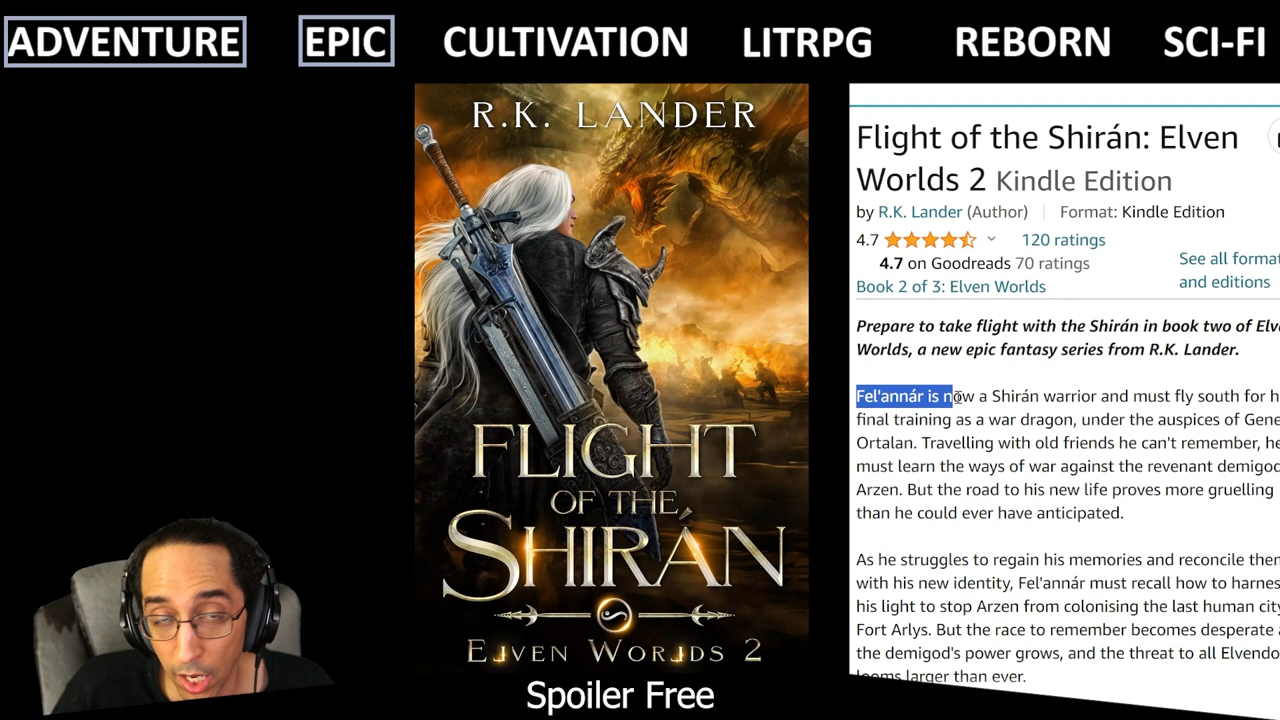 ADVENTURE EPIC CULTIVATION LITRPG REBORN SCI-FI
R.K. LANDER
FLIGHT
OF THE
SHIRÁN
ELVEN WORLDS 2
Spoiler Free
Flight of the Shirán: Elven
Worlds 2 Kindle Edition
by R.K. Lander (Author) Format: Kindle Edition
4.7 120 ratings
4.7 on Goodreads 70 ratings
See all forma
and editions
Book 2 of 3: Elven Worlds
Prepare to take flight with the Shirán in book two of Elv
Worlds, a new epic fantasy series from R.K. Lander.
Fel'annár is now a Shirán warrior and must fly south for h
final training as a war dragon, under the auspices of Gene
Ortalan. Travelling with old friends he can't remember, he
must learn the ways of war against the revenant demigod
Arzen. But the road to his new life proves more gruelling
than he could ever have anticipated.
As he struggles to regain his memories and reconcile them
with his new identity, Fel'annár must recall how to harnes
his light to stop Arzen from colonising the last human city
Fort Arlys. But the race to remember becomes desperate a
the demigod's power grows, and the threat to all Elvendo
looms larger than ever.